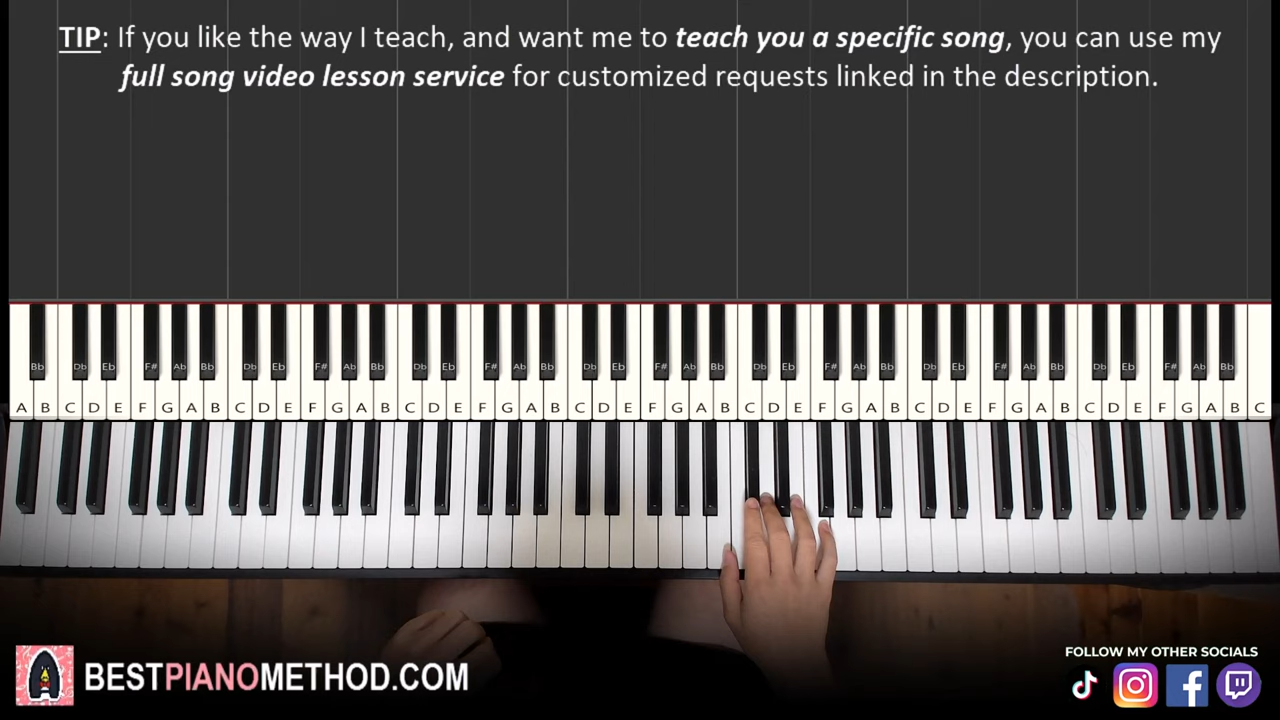 TIP: If you like the way I teach, and want me to teach you a specific song, you can use my
full song video lesson service for customized requests linked in the description.
Bb Db Eb F# Ab Bb Db Eb F# Ab Bb Db Eb F# Ab Bb Db Eb F# Ab Bb Db Eb F# Ab Bb Db Eb F# Ab Bb Db Eb F# Ab Bb
A B C D E F G A B C D E F G A B C D E F G A B C D E F G A B C D E F G A B C D E F G A B C D E F G A B C
BESTPIANOMETHOD.COM
FOLLOW MY OTHER SOCIALS